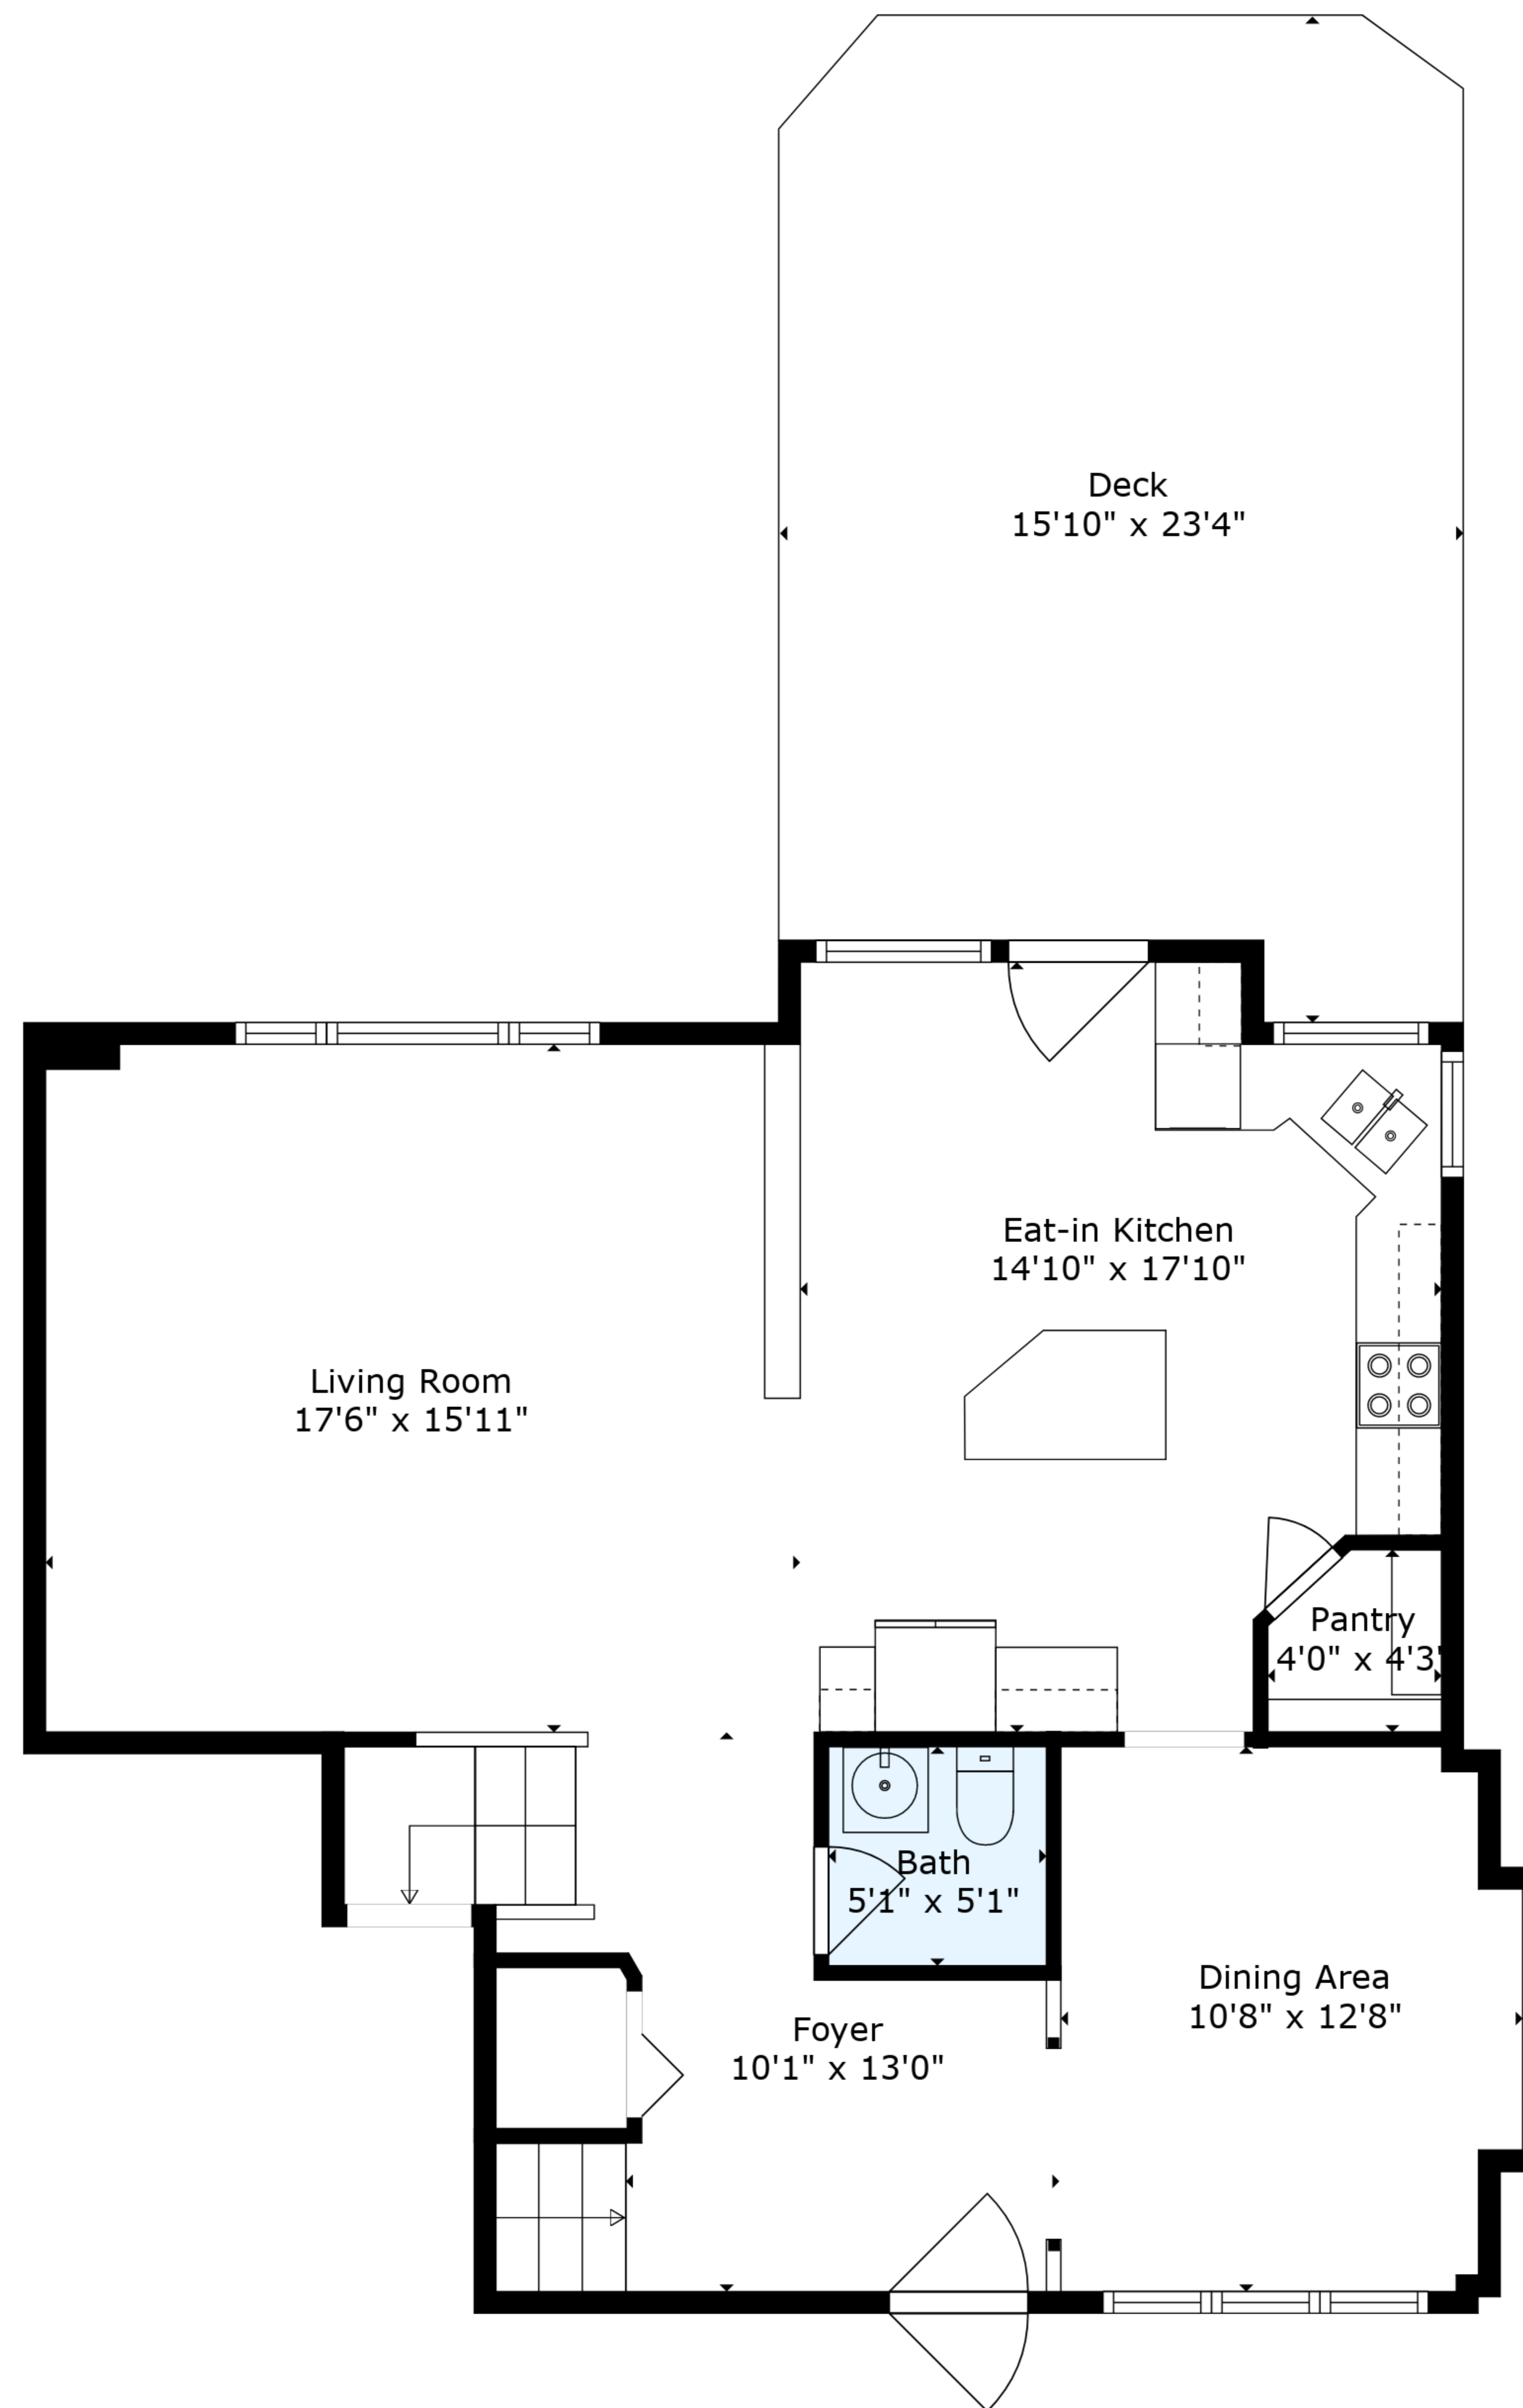 Deck
15'10" x 23'4"
Eat-in Kitchen
14'10" x 17'10"
Living Room
17'6" x 15'11"
Pantry
4'0" x 4'3"
Bath
5'1" x 5'1"
Dining Area
10'8" x 12'8"
Foyer
10'1" x 13'0"